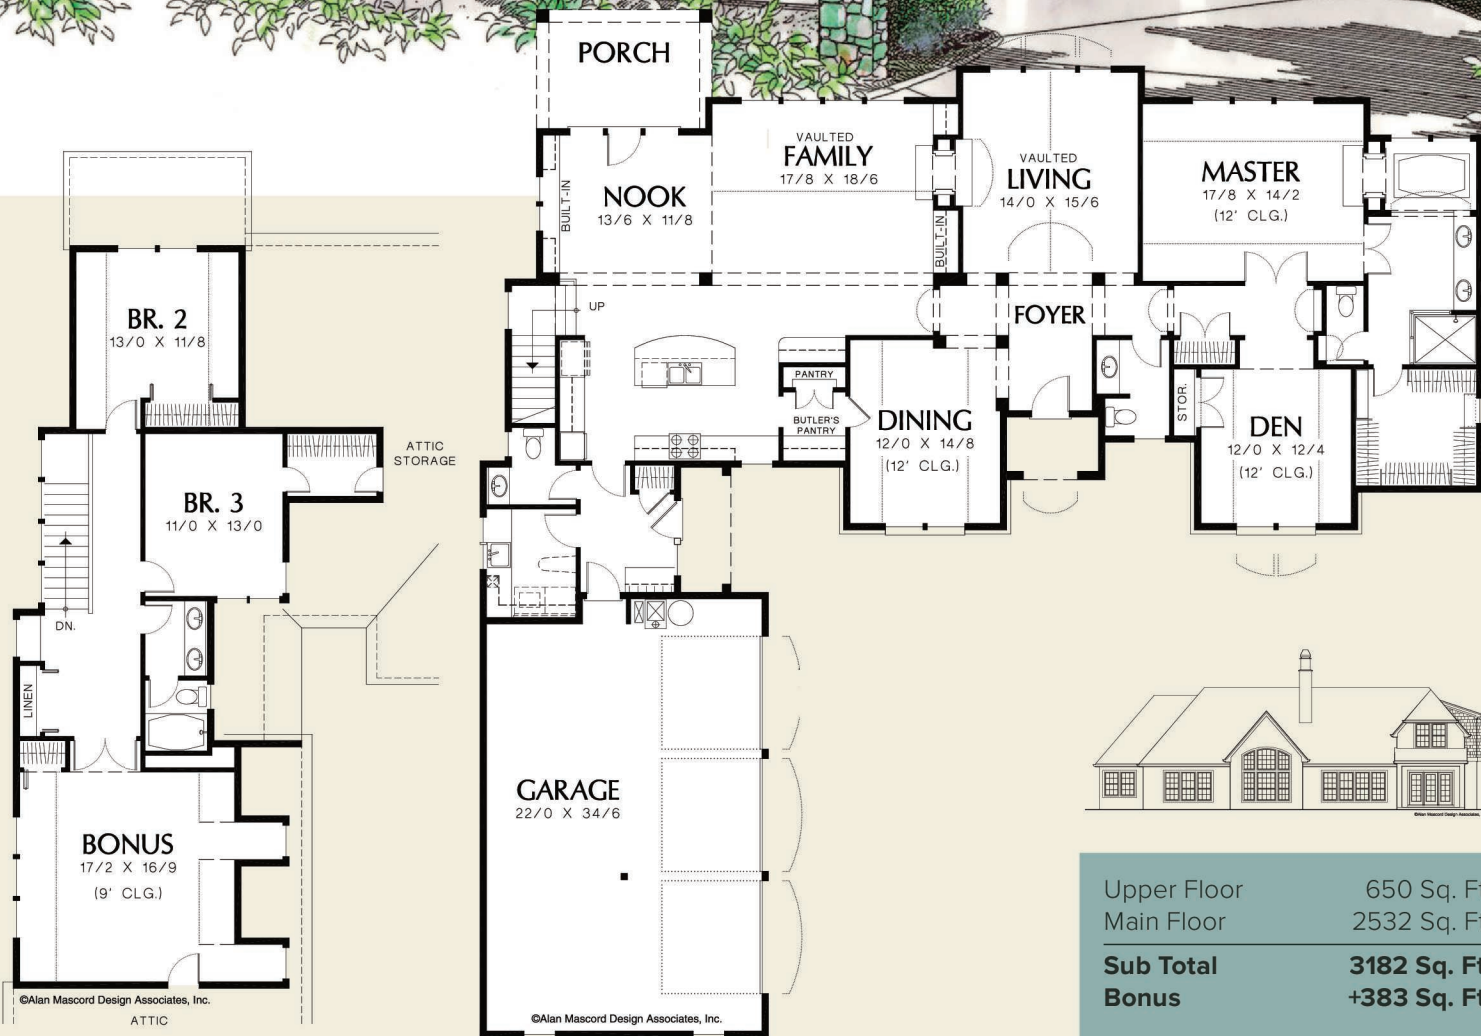 PORCH
VAULTED
FAMILY
17/8 X 18/6
NOOK
13/6 X 11/8
BUILT-IN
BUILT-IN
VAULTED
LIVING
14/0 X 15/6
MASTER
17/8 X 14/2
(12' CLG.)
UP
FOYER
PANTRY
BUTLER'S
PANTRY
DINING
12/0 X 14/8
(12' CLG.)
STOR.
DEN
12/0 X 12/4
(12' CLG.)
GARAGE
22/0 X 34/6
©Alan Mascord Design Associates, Inc.
BR. 2
13/0 X 11/8
ATTIC
STORAGE
BR. 3
11/0 X 13/0
DN.
LINEN
BONUS
17/2 X 16/9
(9' CLG.)
©Alan Mascord Design Associates, Inc.
ATTIC
©Alan Mascord Design Associates,
Upper Floor 650 Sq. Ft
Main Floor 2532 Sq. Ft
Sub Total 3182 Sq. Ft
Bonus +383 Sq. Ft